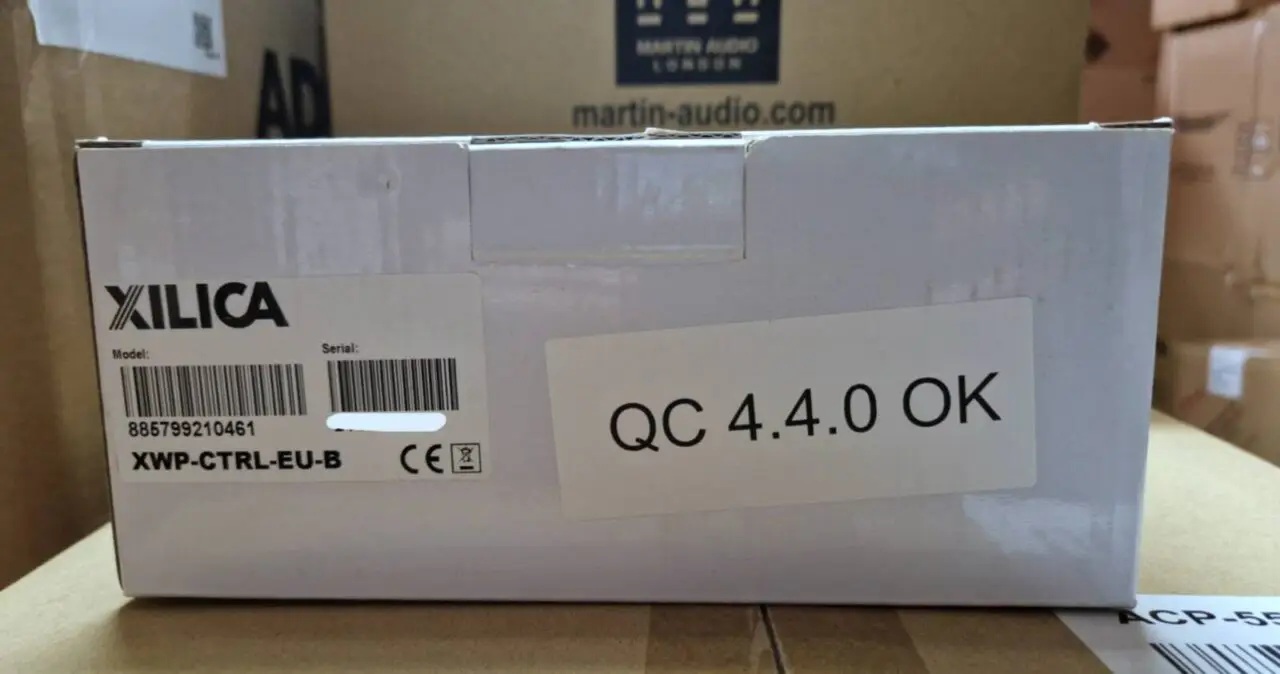 AD
MARTIN AUDIO
LONDON
martin-audio.com
XILICA
Model:
Serial:
885799210461
XWP-CTRL-EU-B
CE
QC 4.4.0 OK
ACP-55